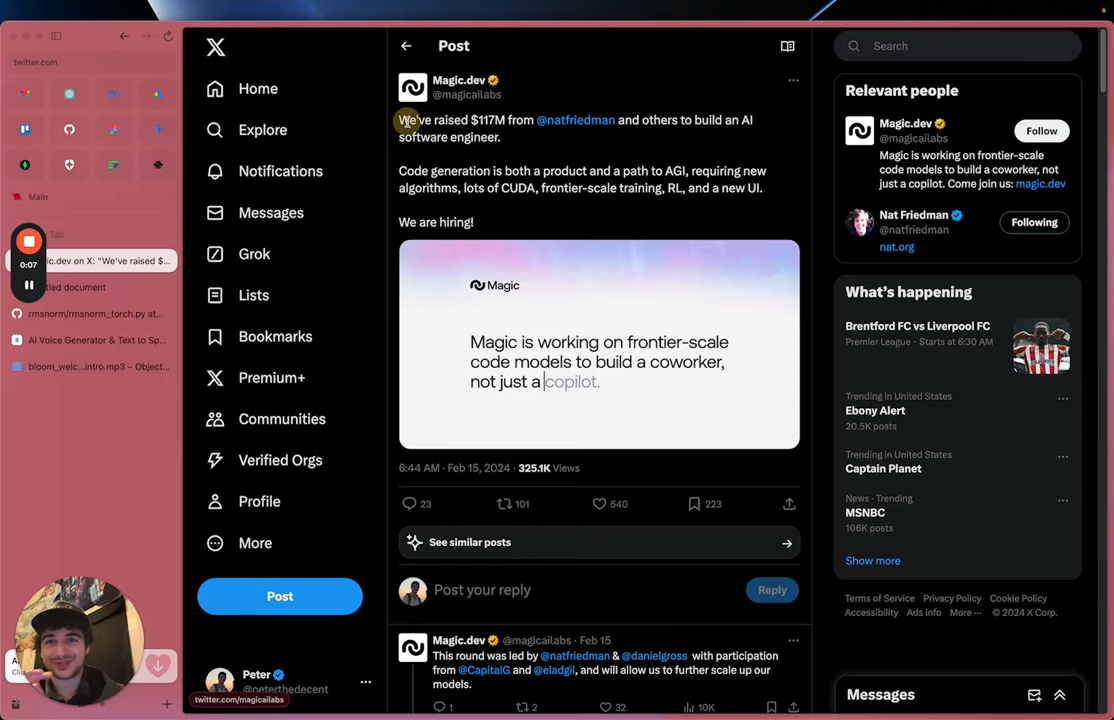 twitter.com
Main
Tab
0:07
ic.dev on X: "We've raised $...
tled document
rmsnorm/rmsnorm_torch.py at...
AI Voice Generator & Text to Sp...
bloom_welc...intro.mp3 – Object...
Home
Explore
Notifications
Messages
Grok
Lists
Bookmarks
Premium+
Communities
Verified Orgs
Profile
More
Post
Peter
@peterthedecent
twitter.com/magicailabs
Post
Magic.dev
@magicailabs
We've raised $117M from @natfriedman and others to build an AI
software engineer.
Code generation is both a product and a path to AGI, requiring new
algorithms, lots of CUDA, frontier-scale training, RL, and a new UI.
We are hiring!
Magic
Magic is working on frontier-scale
code models to build a coworker,
not just a copilot.
6:44 AM · Feb 15, 2024 · 325.1K Views
23 101 540 223
See similar posts
Post your reply
Reply
Magic.dev @magicailabs · Feb 15
This round was led by @natfriedman & @danielgross with participation
from @CapitalG and @eladgil, and will allow us to further scale up our
models.
1 2 32 10K
Search
Relevant people
Magic.dev
@magicailabs
Follow
Magic is working on frontier-scale
code models to build a coworker,
not just a copilot. Come join us: magic.dev
Nat Friedman
@natfriedman
Following
nat.org
What's happening
Brentford FC vs Liverpool FC
Premier League · Starts at 6:30 AM
Trending in United States
Ebony Alert
20.5K posts
Trending in United States
Captain Planet
News · Trending
MSNBC
106K posts
Show more
Terms of Service Privacy Policy Cookie Policy
Accessibility Ads info More ··· © 2024 X Corp.
Messages